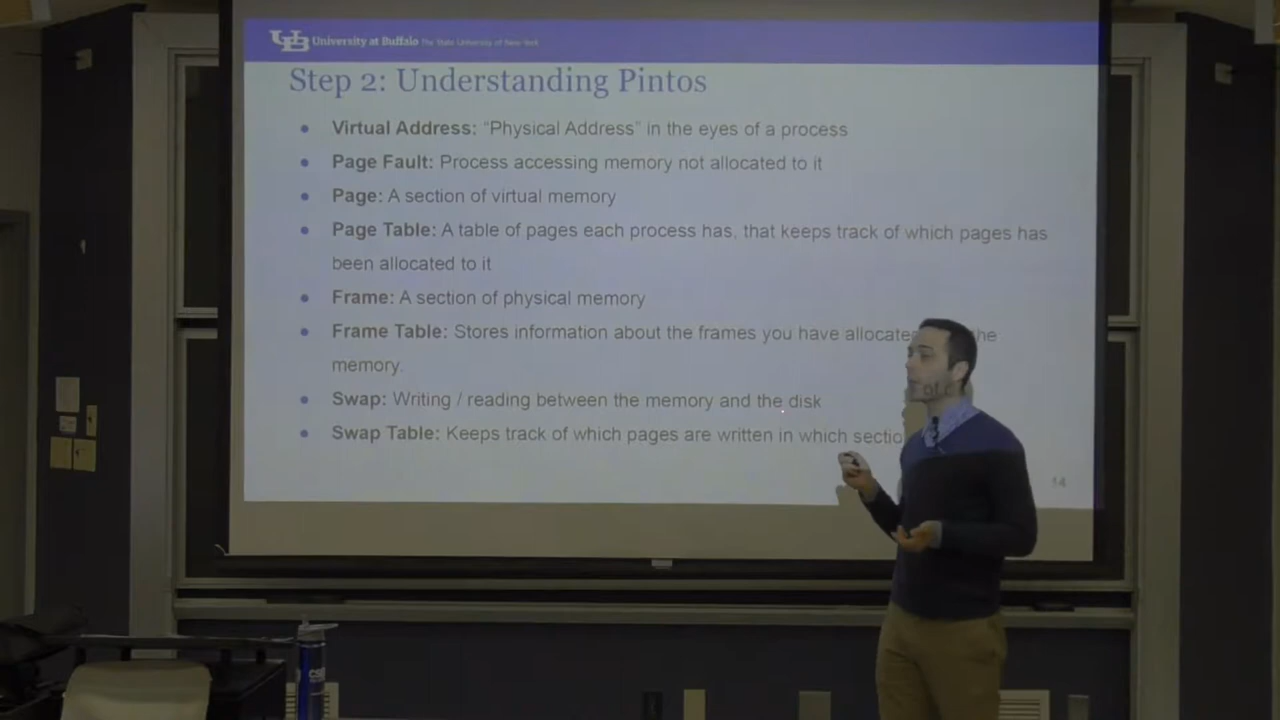 University at Buffalo The State University of New York
Step 2: Understanding Pintos
Virtual Address: “Physical Address” in the eyes of a process
Page Fault: Process accessing memory not allocated to it
Page: A section of virtual memory
Page Table: A table of pages each process has, that keeps track of which pages has
been allocated to it
Frame: A section of physical memory
Frame Table: Stores information about the frames you have allocate he
memory.
Swap: Writing / reading between the memory and the disk
Swap Table: Keeps track of which pages are written in which sectio
14